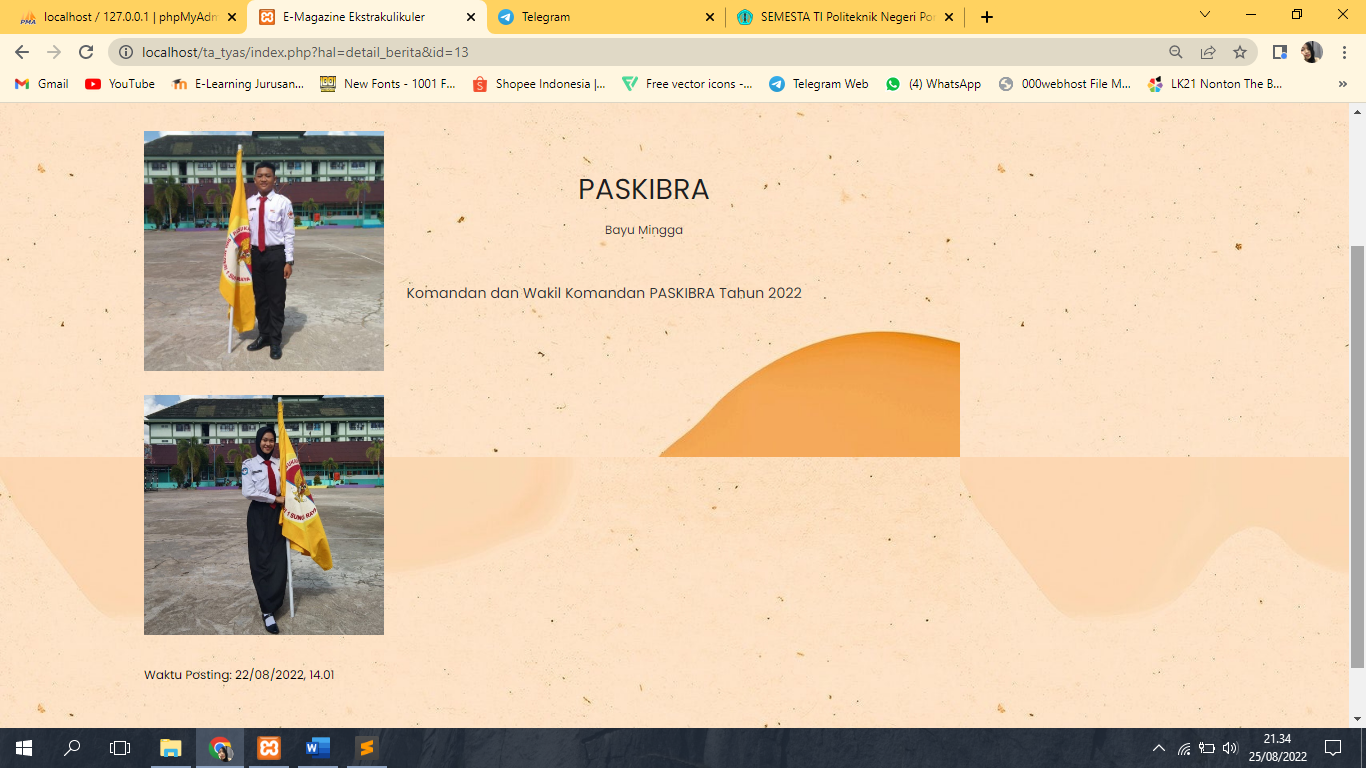 localhost / 127.0.0.1 | phpMyAdm
E-Magazine Ekstrakulikuler
Telegram
SEMESTA TI Politeknik Negeri Po
localhost/ta_tyas/index.php?hal=detail_berita&id=13
Gmail
YouTube
E-Learning Jurusan...
New Fonts - 1001 F...
Shopee Indonesia |...
Free vector icons -...
Telegram Web
(4) WhatsApp
000webhost File M...
LK21 Nonton The B...
PASKIBRA
Bayu Mingga
Komandan dan Wakil Komandan PASKIBRA Tahun 2022
Waktu Posting: 22/08/2022, 14.01
21.34
25/08/2022